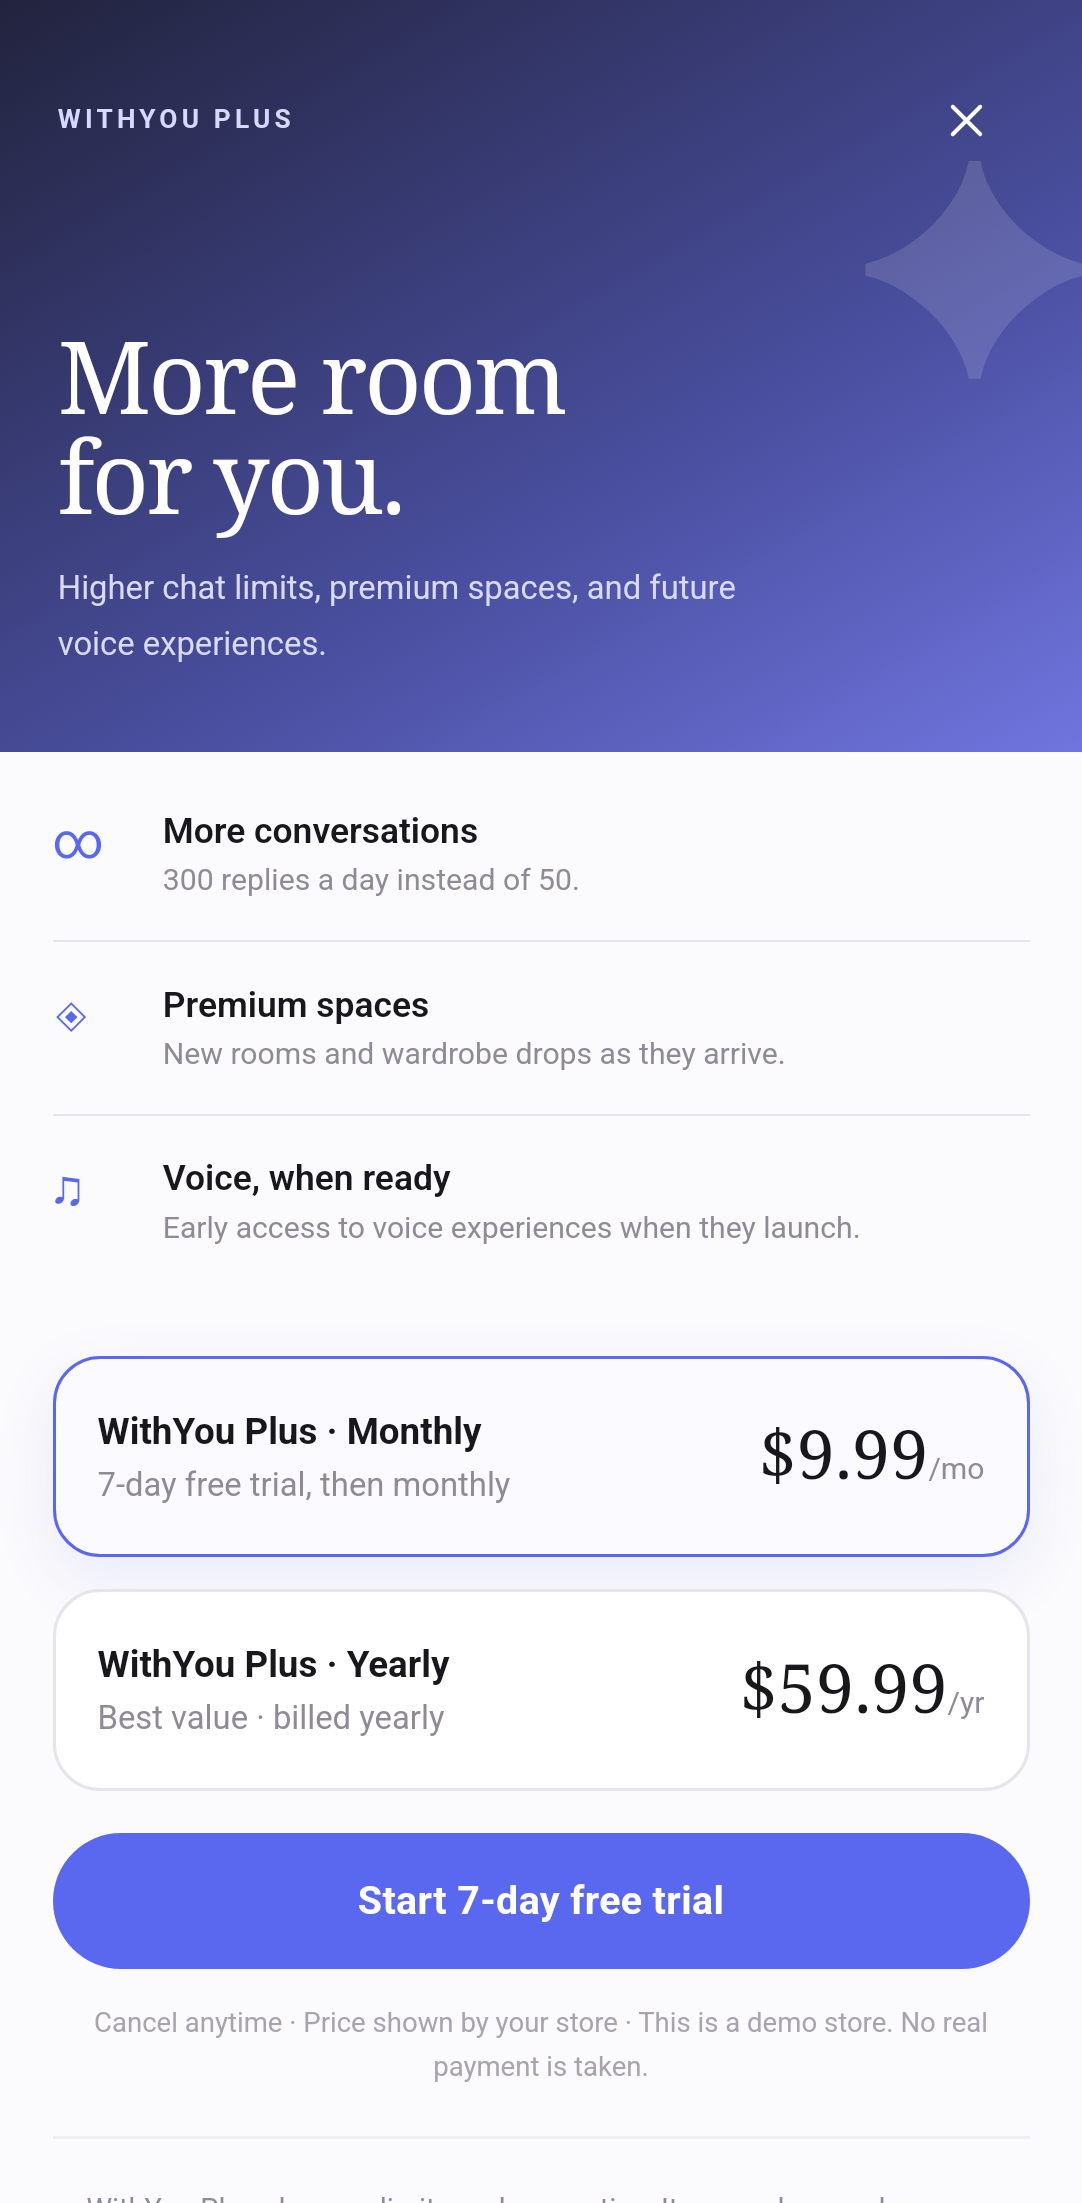 WITHYOU PLUS
More room
for you.
Higher chat limits, premium spaces, and future
voice experiences.
More conversations
300 replies a day instead of 50.
Premium spaces
New rooms and wardrobe drops as they arrive.
Voice, when ready
Early access to voice experiences when they launch.
WithYou Plus · Monthly
7-day free trial, then monthly
$9.99/mo
WithYou Plus · Yearly
Best value · billed yearly
$59.99/yr
Start 7-day free trial
Cancel anytime · Price shown by your store · This is a demo store. No real
payment is taken.